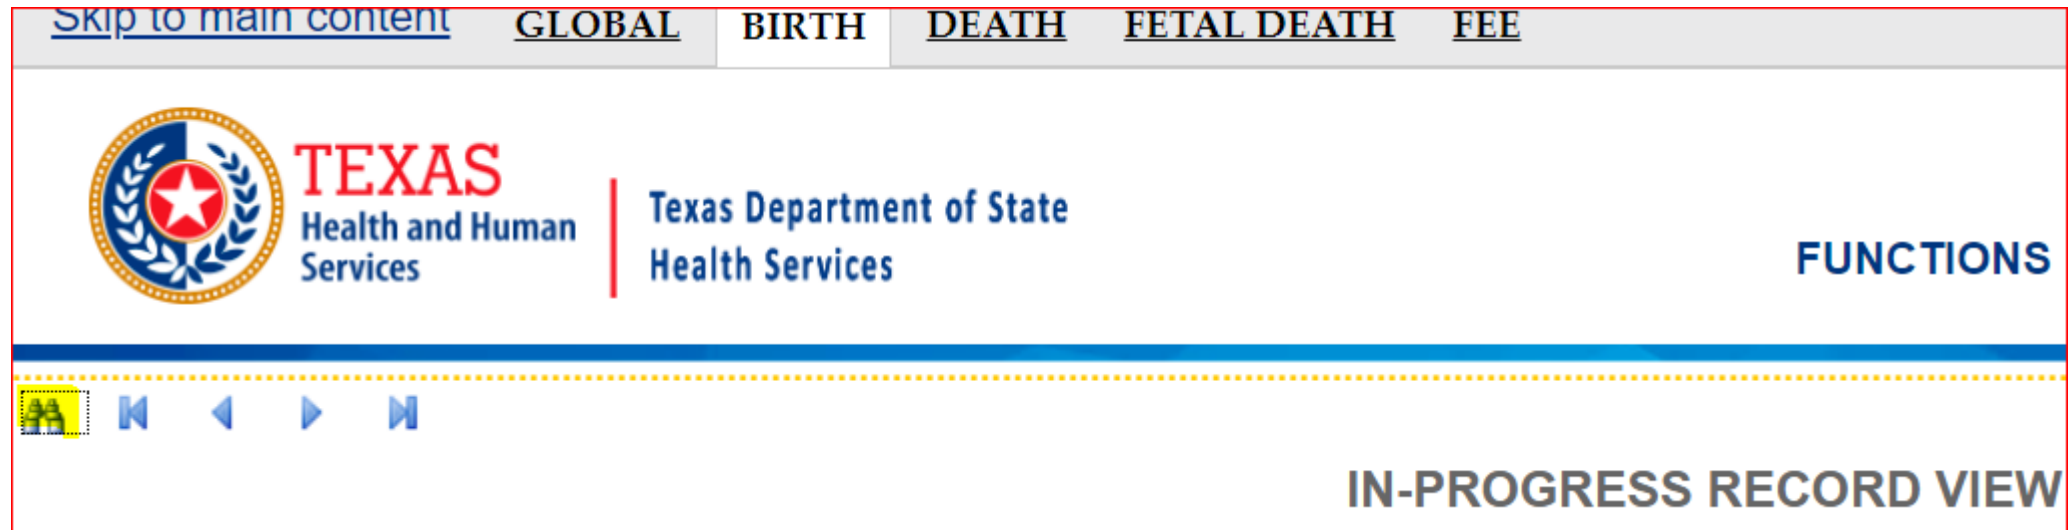 Skip to main content GLOBAL BIRTH DEATH FETAL DEATH FEE
TEXAS
Health and Human
Services
Texas Department of State
Health Services
FUNCTIONS
IN-PROGRESS RECORD VIEW